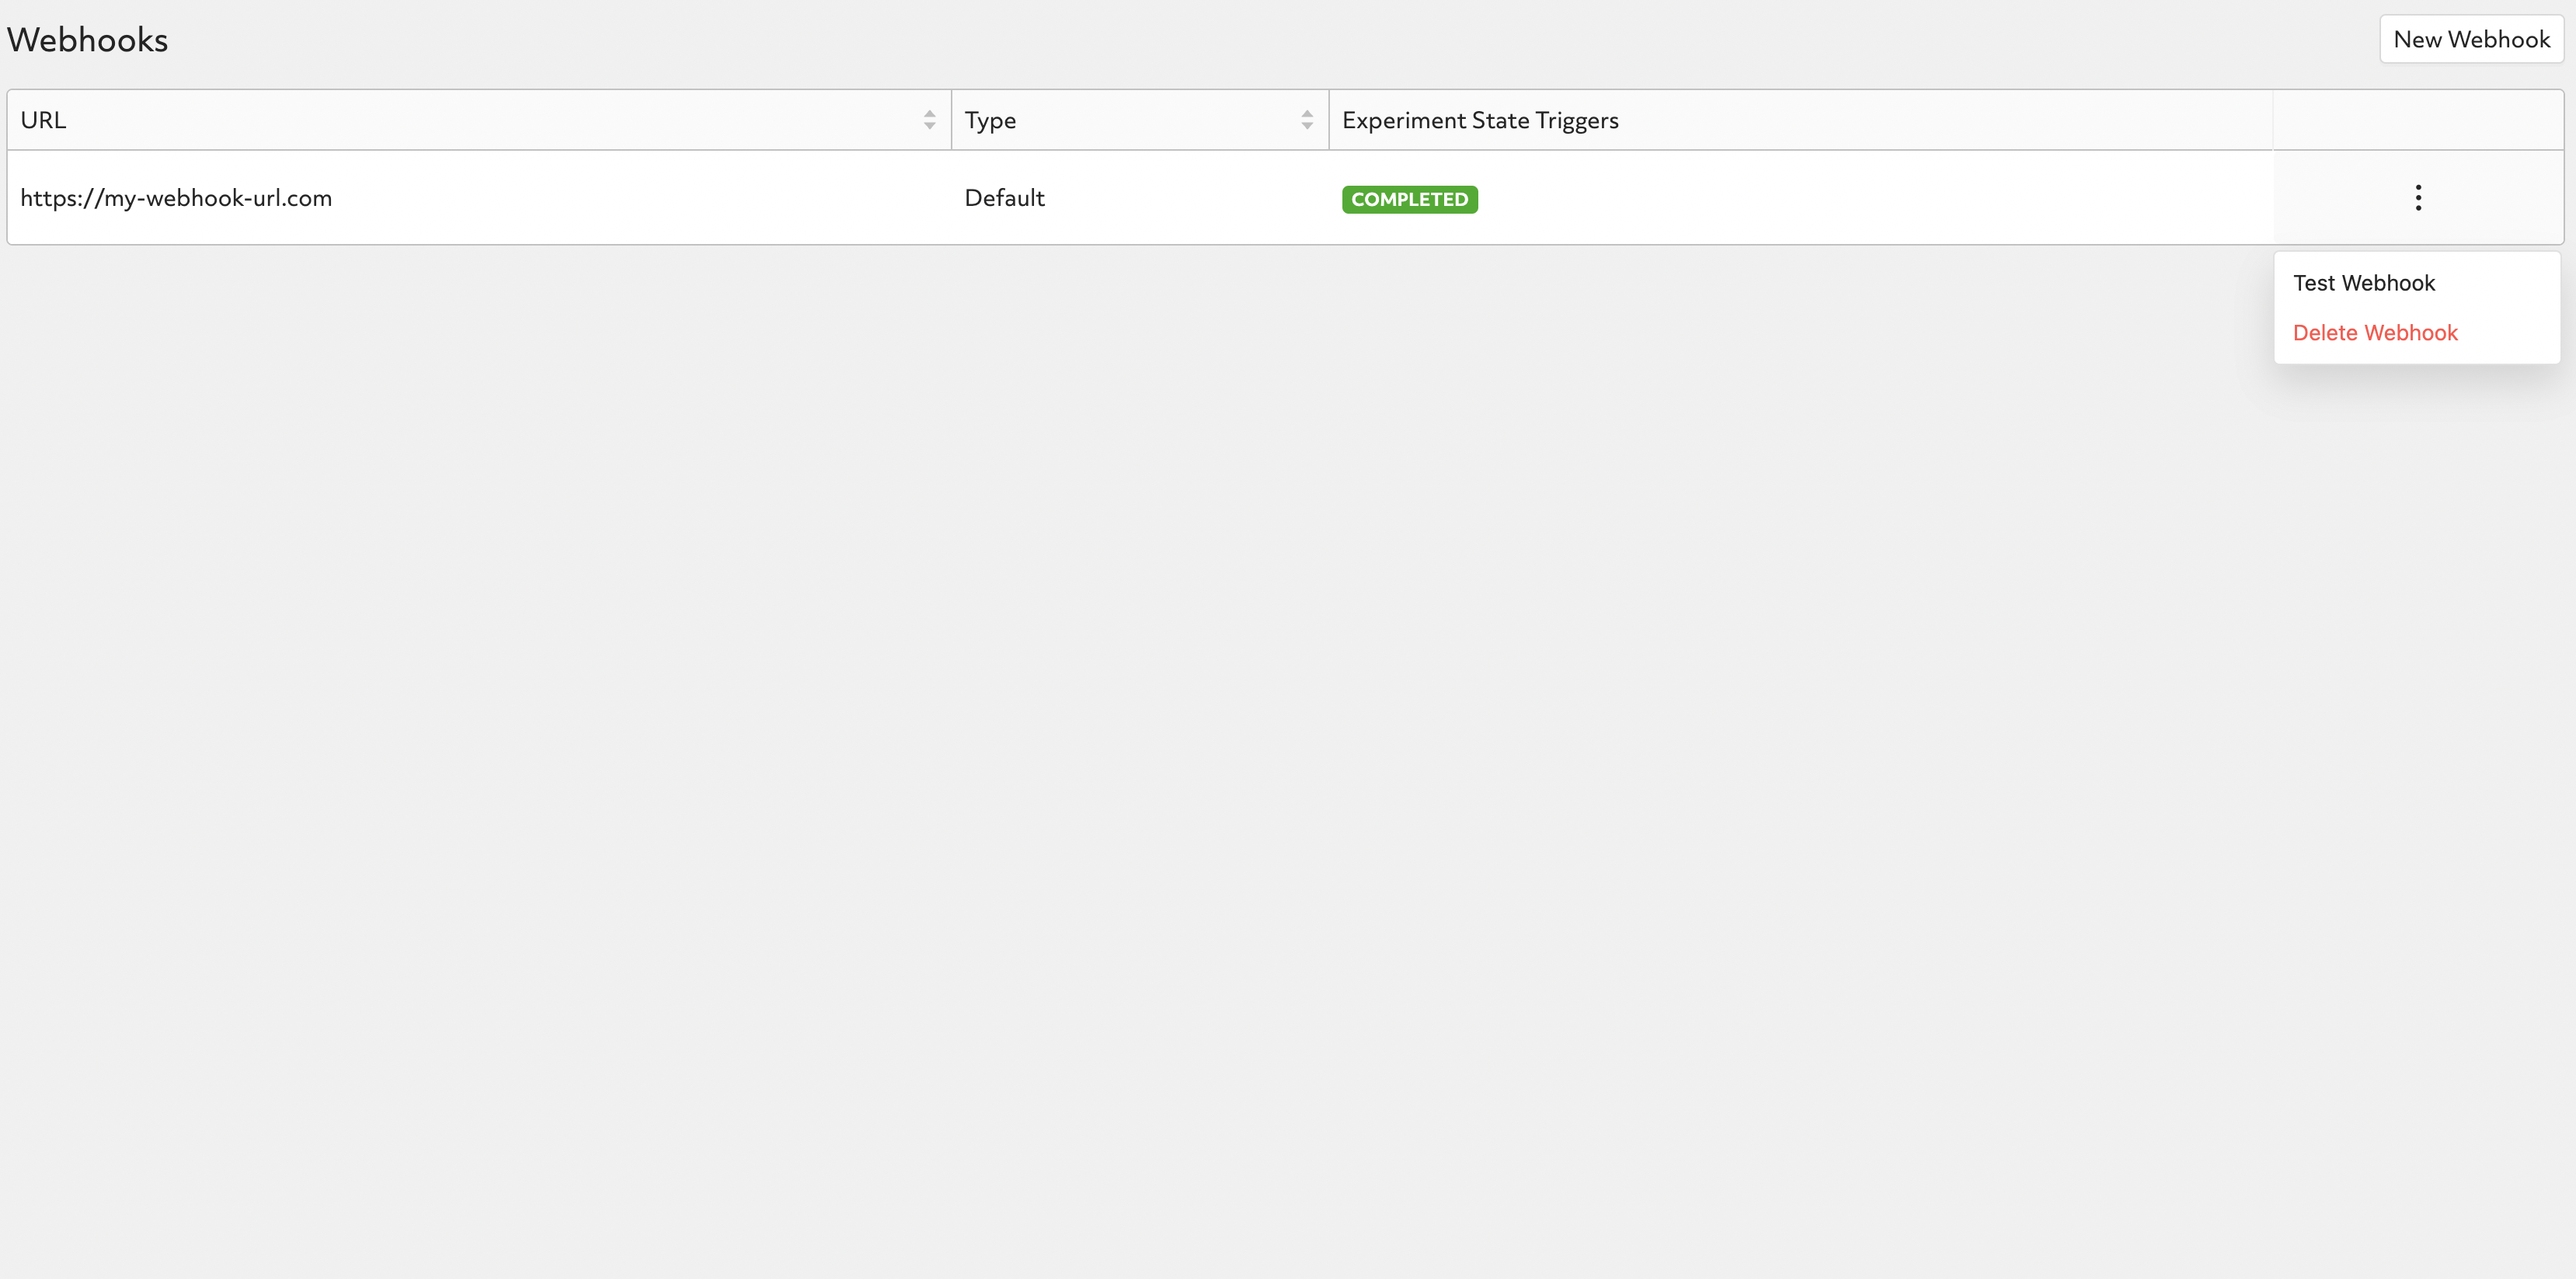 Webhooks
New Webhook
URL
Type
Experiment State Triggers
https://my-webhook-url.com
Default
COMPLETED
Test Webhook
Delete Webhook